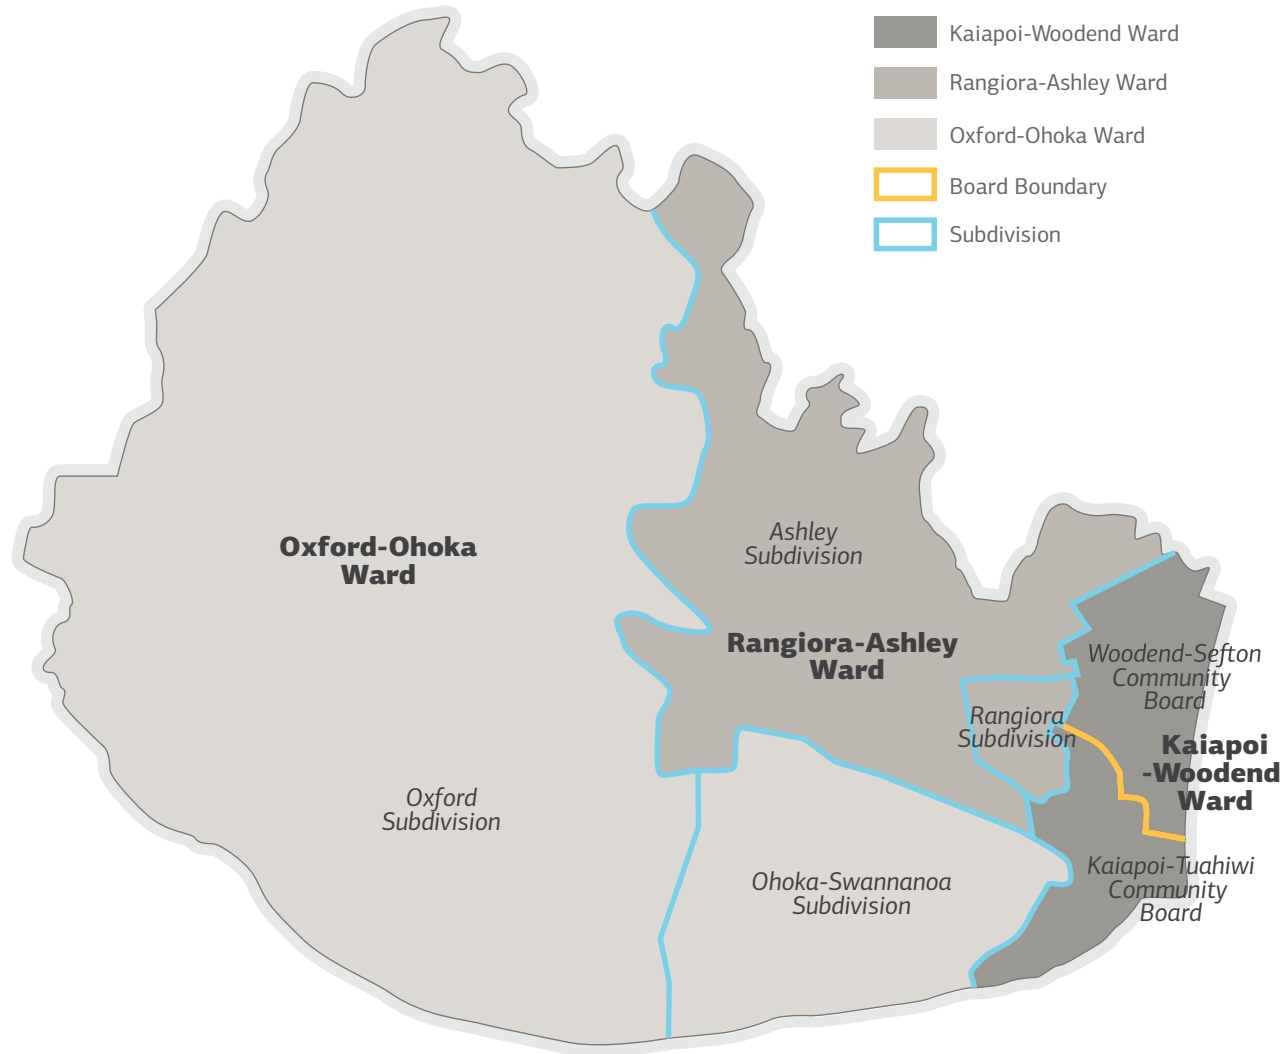 Kaiapoi-Woodend Ward
Rangiora-Ashley Ward
Oxford-Ohoka Ward
Board Boundary
Subdivision
Oxford-Ohoka
Ward
Ashley
Subdivision
Rangiora-Ashley
Ward
Woodend-Sefton
Community
Board
Rangiora
Subdivision
Kaiapoi
-Woodend
Ward
Oxford
Subdivision
Ohoka-Swannanoa
Subdivision
Kaiapoi-Tuahiwi
Community
Board